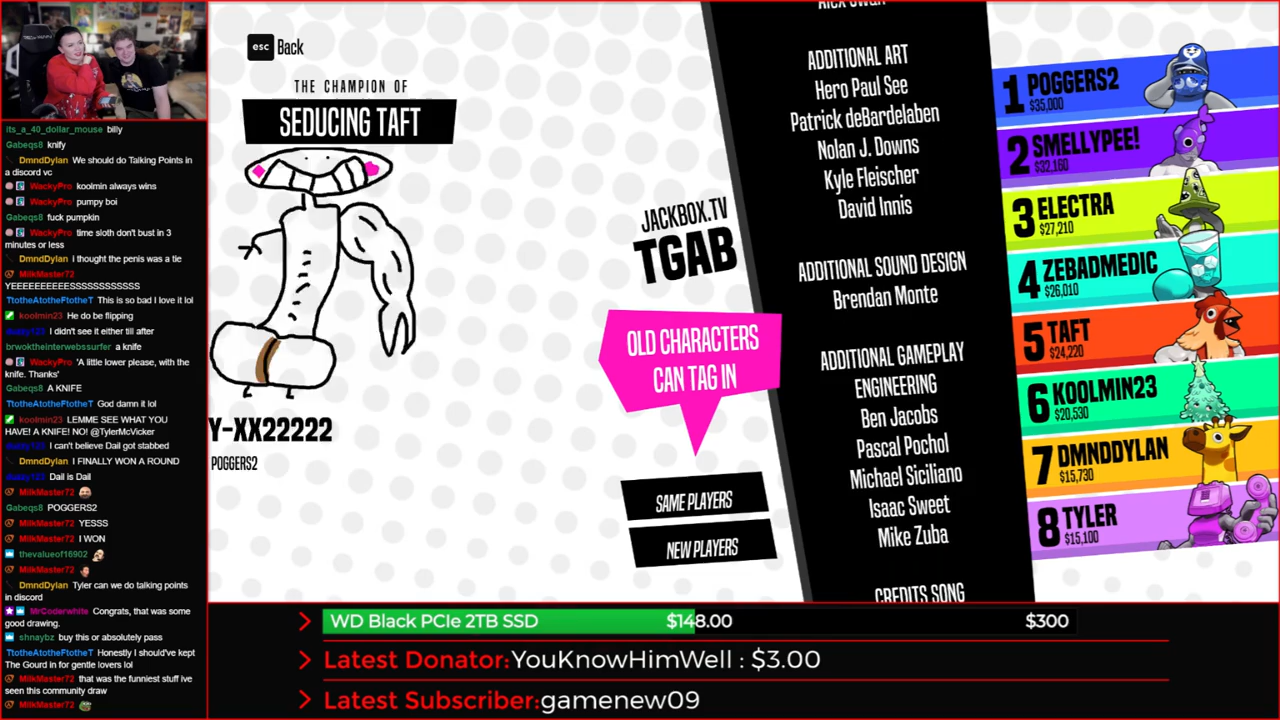 its_a_40_dollar_mouse billy
Gabeqs8 knify
DmndDylan We should do Talking Points in
a discord vc
WackyPro koolmin always wins
WackyPro pumpy boi
Gabeqs8 fuck pumpkin
WackyPro time sloth don't bust in 3
minutes or less
DmndDylan i thought the penis was a tie
MilkMaster72
YEEEEEEEEEESSSSSSSSSSSS
TtotheAtotheFtotheT This is so bad I love it lol
koolmin23 He do be flipping
I didn't see it either till after
brwoktheinterwebssurfer a knife
WackyPro 'A little lower please, with the
knife. Thanks'
Gabeqs8 A KNIFE
TtotheAtotheFtotheT God damn it lol
koolmin23 LEMME SEE WHAT YOU
HAVE! A KNIFE! NO! @TylerMcVicker
I can't believe Dail got stabbed
DmndDylan I FINALLY WON A ROUND
Dail is Dail
MilkMaster72
Gabeqs8 POGGERS2
MilkMaster72 YESSS
MilkMaster72 I WON
thevalueof16902
MilkMaster72
DmndDylan Tyler can we do talking points
in discord
MrCoderwhite Congrats, that was some
good drawing.
shnaybz buy this or absolutely pass
TtotheAtotheFtotheT Honestly I should've kept
The Gourd in for gentle lovers lol
MilkMaster72 that was the funniest stuf ive
seen this community draw
MilkMaster72
esc Back
THE CHAMPION OF
SEDUCING TAFT
Y-XX22222
POGGERS2
JACKBOX.TV
TGAB
OLD CHARACTERS
CAN TAG IN
SAME PLAYERS
NEW PLAYERS
Alex Swan
ADDITIONAL ART
Hero Paul See
Patrick deBardelaben
Nolan J. Downs
Kyle Fleischer
David Innis
ADDITIONAL SOUND DESIGN
Brendan Monte
ADDITIONAL GAMEPLAY
ENGINEERING
Ben Jacobs
Pascal Pochol
Michael Siciliano
Isaac Sweet
Mike Zuba
CREDITS SONG
1 POGGERS2
$35,000
2 SMELLYPEE!
$32,160
3 ELECTRA
$27,210
4 ZEBADMEDIC
$26,010
5 TAFT
$24,220
6 KOOLMIN23
$20,530
7 DMNDDYLAN
$15,730
8 TYLER
$15,100
WD Black PCIe 2TB SSD $148.00 $300
> Latest Donator:YouKnowHimWell : $3.00
> Latest Subscriber:gamenew09